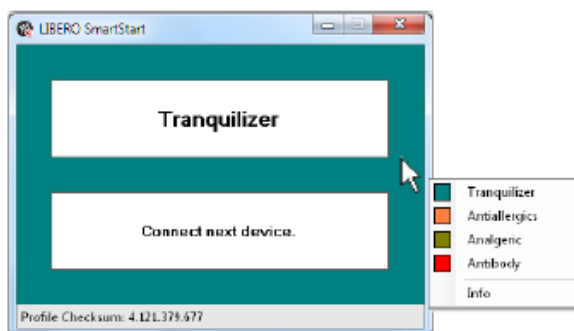 LIBERO SmartStart
Tranquilizer
Connect next device.
Tranquilizer
Antiallergics
Analgeric
Antibody
Info
Profile Checksum: 4.121.379.677